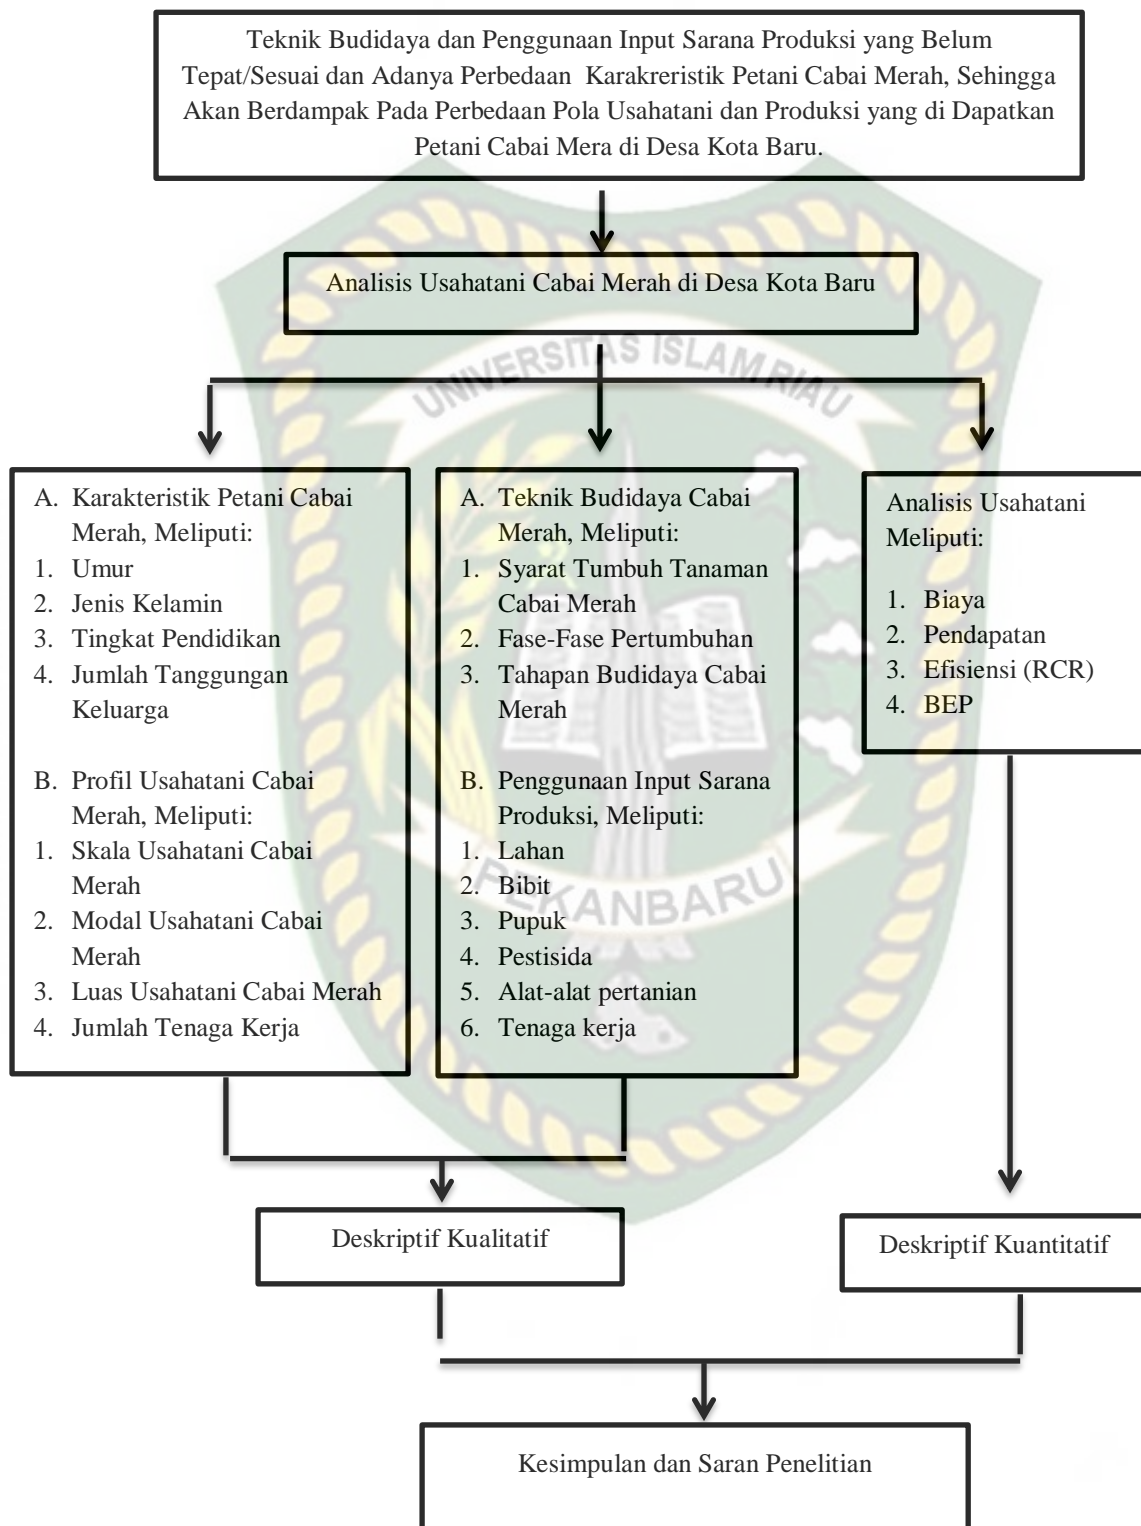 Teknik Budidaya dan Penggunaan Input Sarana Produksi yang Belum
Tepat/Sesuai dan Adanya Perbedaan Karakreristik Petani Cabai Merah, Sehingga
Akan Berdampak Pada Perbedaan Pola Usahatani dan Produksi yang di Dapatkan
Petani Cabai Mera di Desa Kota Baru.
Analisis Usahatani Cabai Merah di Desa Kota Baru
UNIVERSITAS ISLAM RIAU
A. Karakteristik Petani Cabai
Merah, Meliputi:
1. Umur
2. Jenis Kelamin
3. Tingkat Pendidikan
4. Jumlah Tanggungan
Keluarga
B. Profil Usahatani Cabai
Merah, Meliputi:
1. Skala Usahatani Cabai
Merah
2. Modal Usahatani Cabai
Merah
3. Luas Usahatani Cabai Merah
4. Jumlah Tenaga Kerja
A. Teknik Budidaya Cabai
Merah, Meliputi:
1. Syarat Tumbuh Tanaman
Cabai Merah
2. Fase-Fase Pertumbuhan
3. Tahapan Budidaya Cabai
Merah
B. Penggunaan Input Sarana
Produksi, Meliputi:
1. Lahan
2. Bibit
3. Pupuk
4. Pestisida
5. Alat-alat pertanian
6. Tenaga kerja
Analisis Usahatani
Meliputi:
1. Biaya
2. Pendapatan
3. Efisiensi (RCR)
4. BEP
PEKANBARU
Deskriptif Kualitatif
Deskriptif Kuantitatif
Kesimpulan dan Saran Penelitian